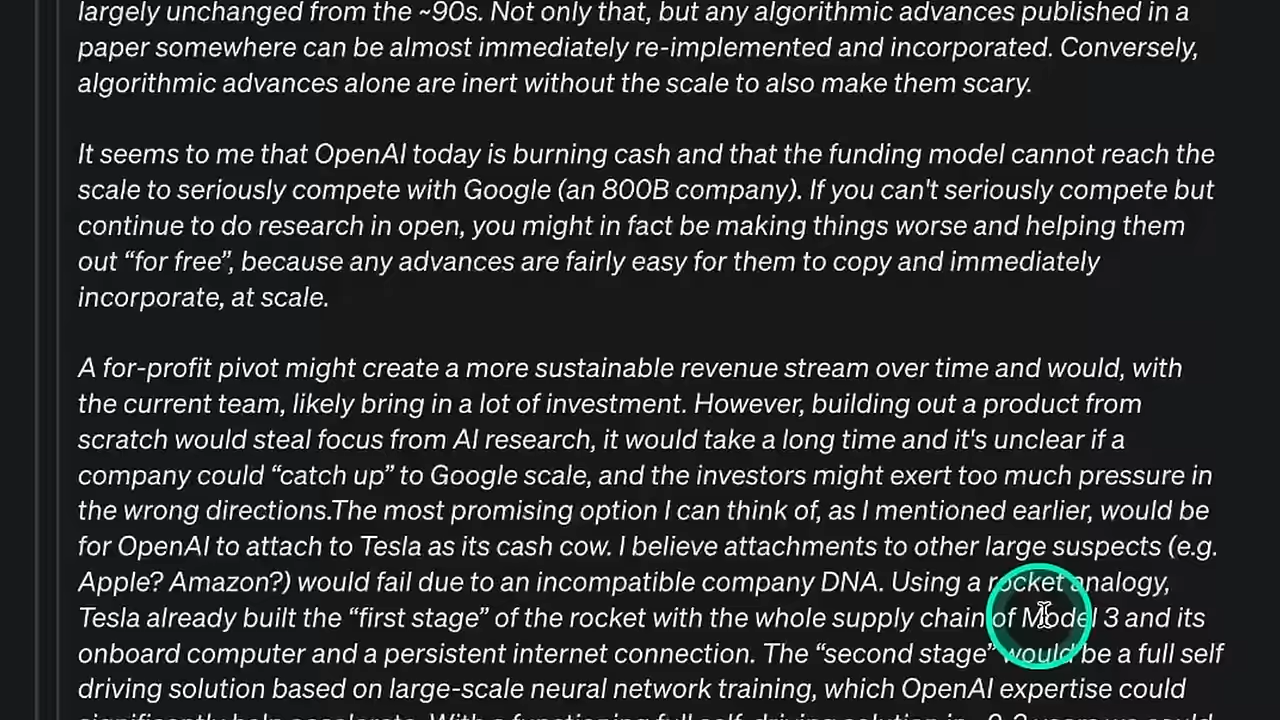 largely unchanged from the ~90s. Not only that, but any algorithmic advances published in a
paper somewhere can be almost immediately re-implemented and incorporated. Conversely,
algorithmic advances alone are inert without the scale to also make them scary.
It seems to me that OpenAI today is burning cash and that the funding model cannot reach the
scale to seriously compete with Google (an 800B company). If you can't seriously compete but
continue to do research in open, you might in fact be making things worse and helping them
out “for free”, because any advances are fairly easy for them to copy and immediately
incorporate, at scale.
A for-profit pivot might create a more sustainable revenue stream over time and would, with
the current team, likely bring in a lot of investment. However, building out a product from
scratch would steal focus from AI research, it would take a long time and it's unclear if a
company could “catch up” to Google scale, and the investors might exert too much pressure in
the wrong directions.The most promising option I can think of, as I mentioned earlier, would be
for OpenAI to attach to Tesla as its cash cow. I believe attachments to other large suspects (e.g.
Apple? Amazon?) would fail due to an incompatible company DNA. Using a rocket analogy,
Tesla already built the “first stage” of the rocket with the whole supply chain of Model 3 and its
onboard computer and a persistent internet connection. The “second stage” would be a full self
driving solution based on large-scale neural network training, which OpenAI expertise could